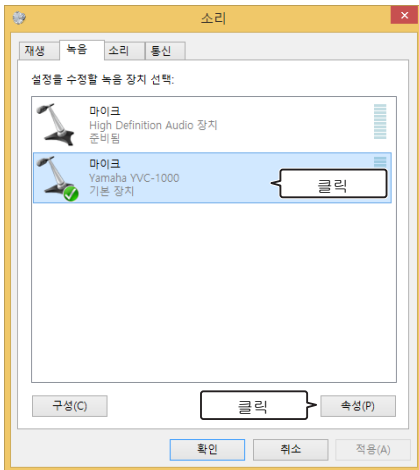 소리
재생 녹음 소리 통신
설정을 수정할 녹음 장치 선택:
마이크
High Definition Audio 장치
준비됨
마이크
Yamaha YVC-1000
기본 장치
클릭
구성(C) 클릭 속성(P)
확인 취소 적용(A)